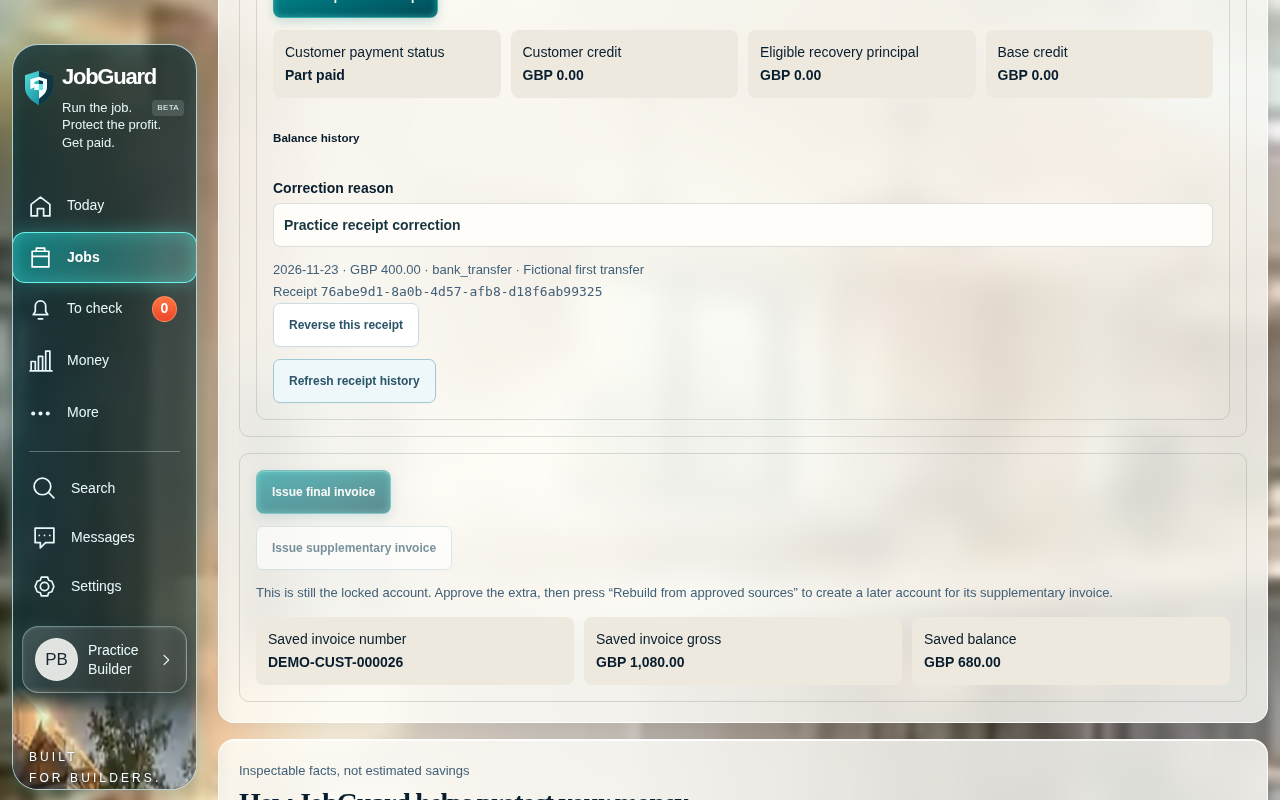 JobGuard
Run the job.
BETA
Protect the profit.
Get paid.
Today
Jobs
To check
0
Money
More
Search
Messages
Settings
PB
Practice
Builder
BUILT
FOR BUILDERS.
Customer payment status
Part paid
Customer credit
GBP 0.00
Eligible recovery principal
GBP 0.00
Base credit
GBP 0.00
Balance history
Correction reason
Practice receipt correction
2026-11-23 · GBP 400.00 · bank_transfer · Fictional first transfer
Receipt 76abe9d1-8a0b-4d57-afb8-d18f6ab99325
Reverse this receipt
Refresh receipt history
Issue final invoice
Issue supplementary invoice
This is still the locked account. Approve the extra, then press “Rebuild from approved sources” to create a later account for its supplementary invoice.
Saved invoice number
DEMO-CUST-000026
Saved invoice gross
GBP 1,080.00
Saved balance
GBP 680.00
Inspectable facts, not estimated savings
How JobGuard helps protect your money